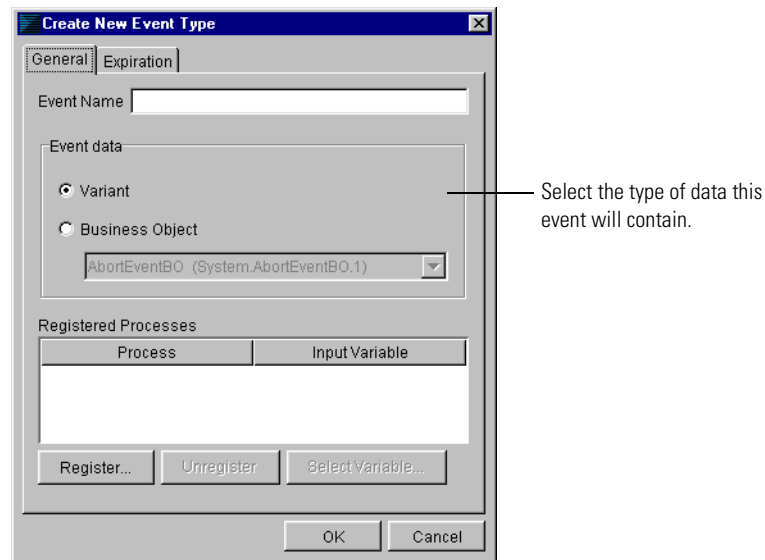 Create New Event Type
General Expiration
Event Name
Event data
Variant
Select the type of data this
event will contain.
Business Object
AbortEventBO (System.AbortEventBO.1)
Registered Processes
Process Input Variable
Register... Unregister Select Variable...
OK Cancel